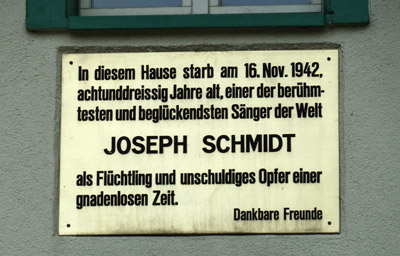 In diesem Hause starb am 16. Nov. 1942,
achtunddreissig Jahre alt, einer der berühm-
testen und beglückendsten Sänger der Welt
JOSEPH SCHMIDT
als Flüchtling und unschuldiges Opfer einer
gnadenlosen Zeit.
Dankbare Freunde